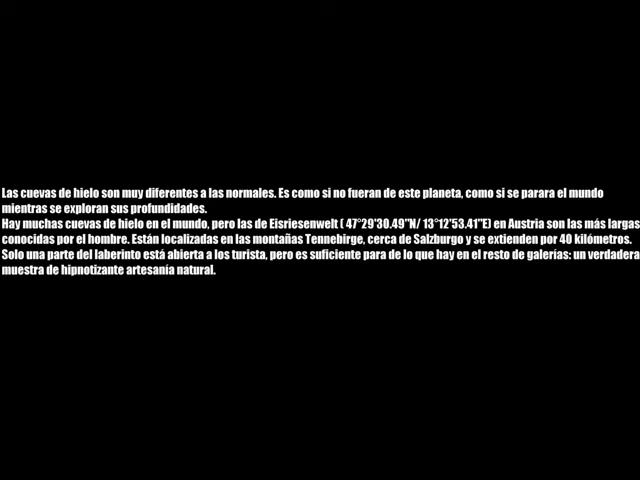 Las cuevas de hielo son muy diferentes a las normales. Es como si no fueran de este planeta, como si se parara el mundo
mientras se exploran sus profundidades.
Hay muchas cuevas de hielo en el mundo, pero las de Eisriesenwelt ( 47°29'30.49"N/ 13°12'53.41"E) en Austria son las más largas
conocidas por el hombre. Están localizadas en las montañas Tennebirge, cerca de Salzburgo y se extienden por 40 kilómetros.
Solo una parte del laberinto está abierta a los turista, pero es suficiente para de lo que hay en el resto de galerías: un verdadera
muestra de hipnotizante artesanía natural.